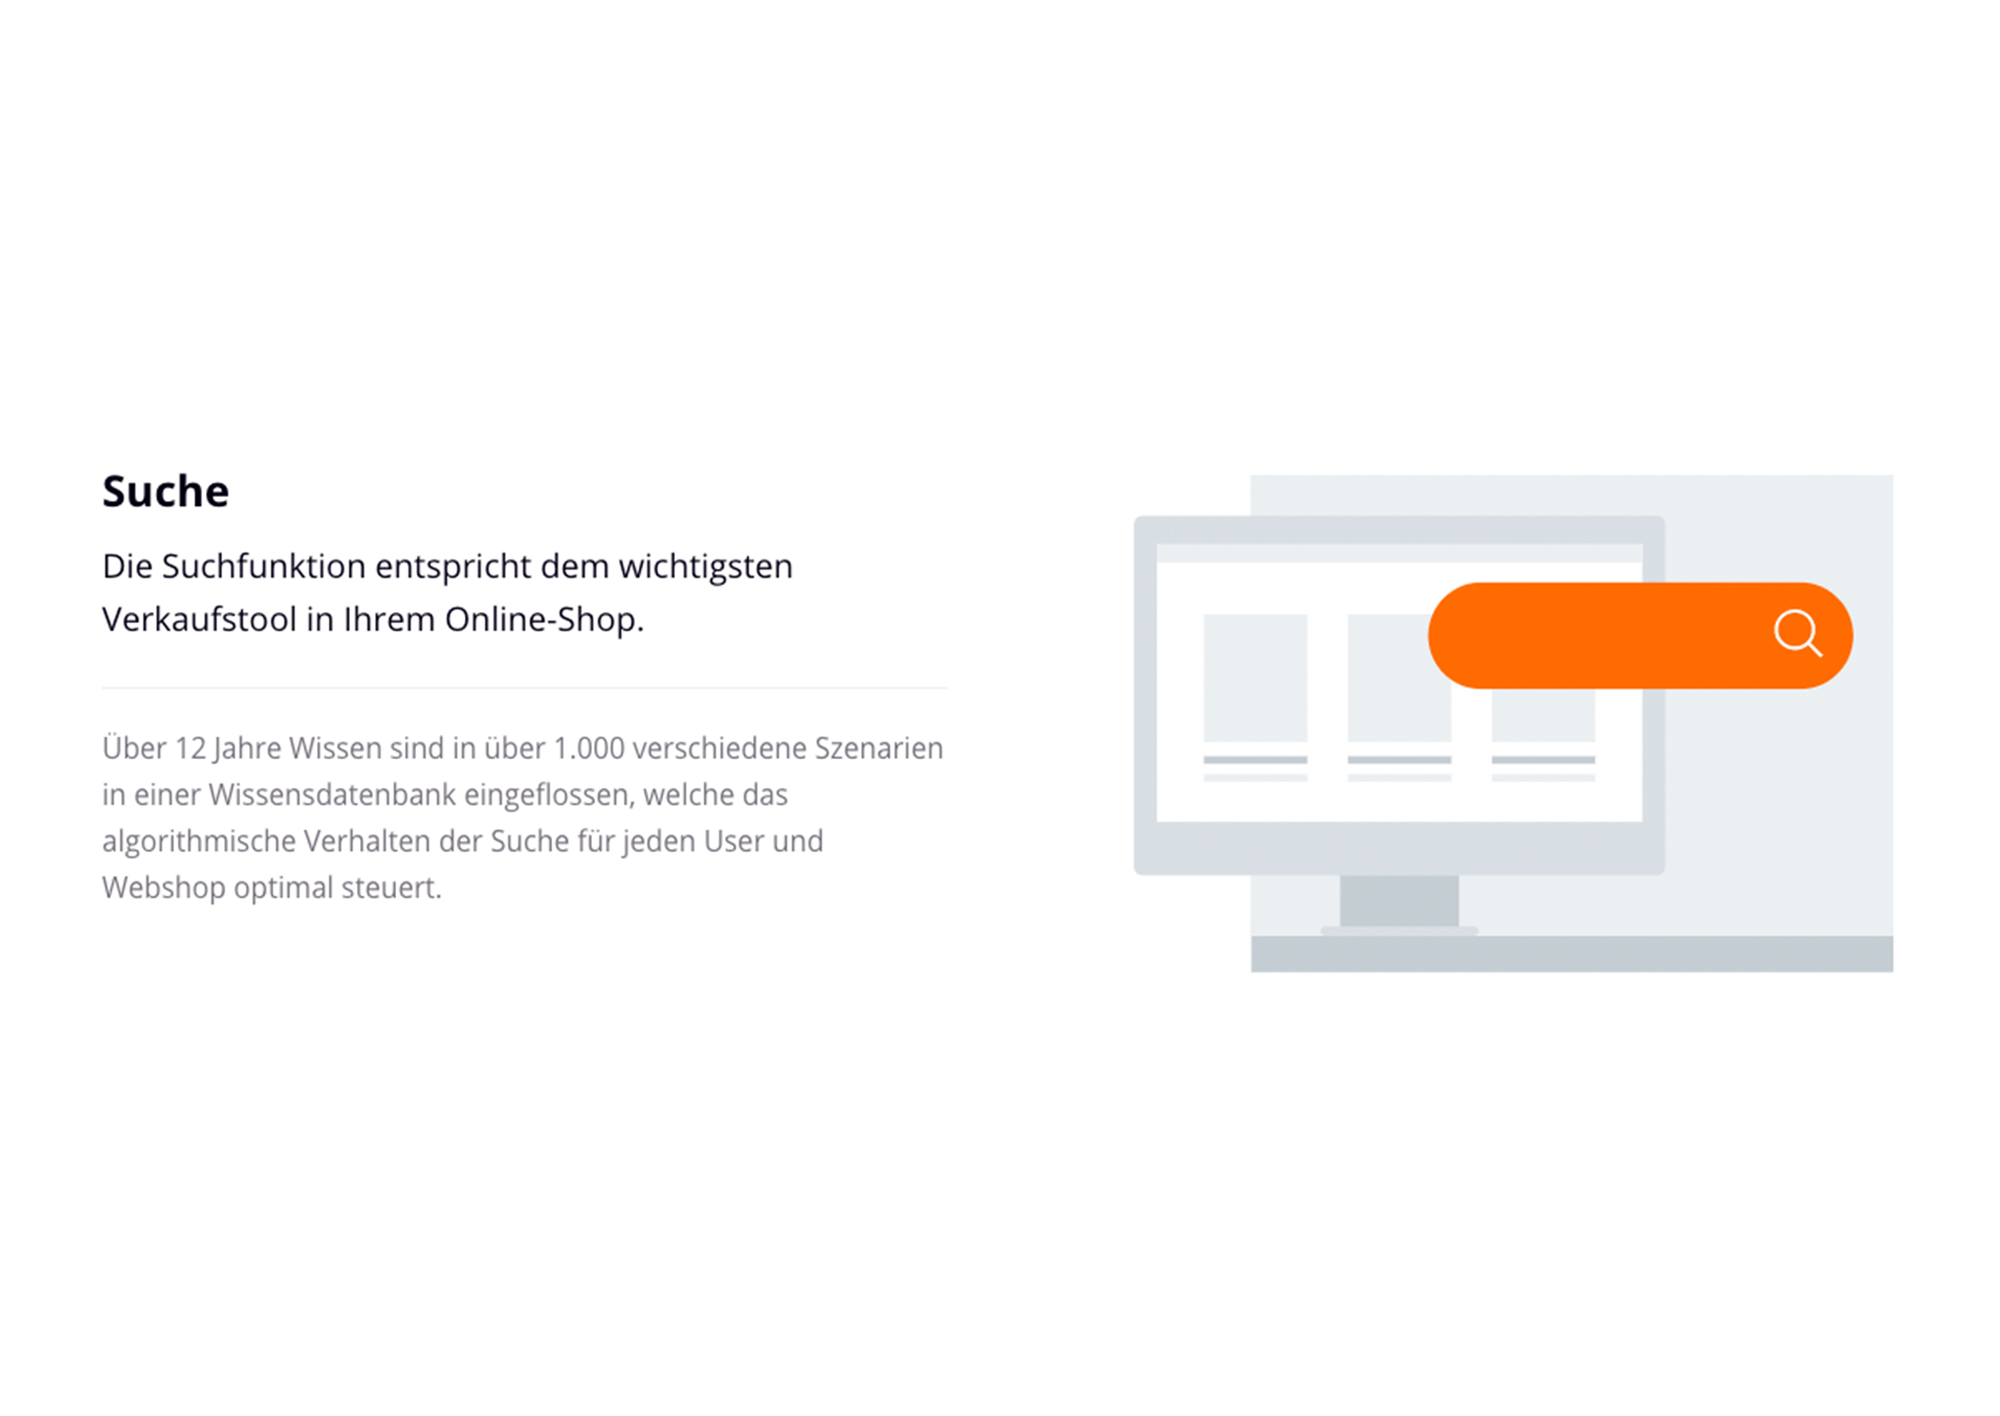 Suche
Die Suchfunktion entspricht dem wichtigsten
Verkaufstool in Ihrem Online-Shop.
Über 12 Jahre Wissen sind in über 1.000 verschiedene Szenarien
in einer Wissensdatenbank eingeflossen, welche das
algorithmische Verhalten der Suche für jeden User und
Webshop optimal steuert.